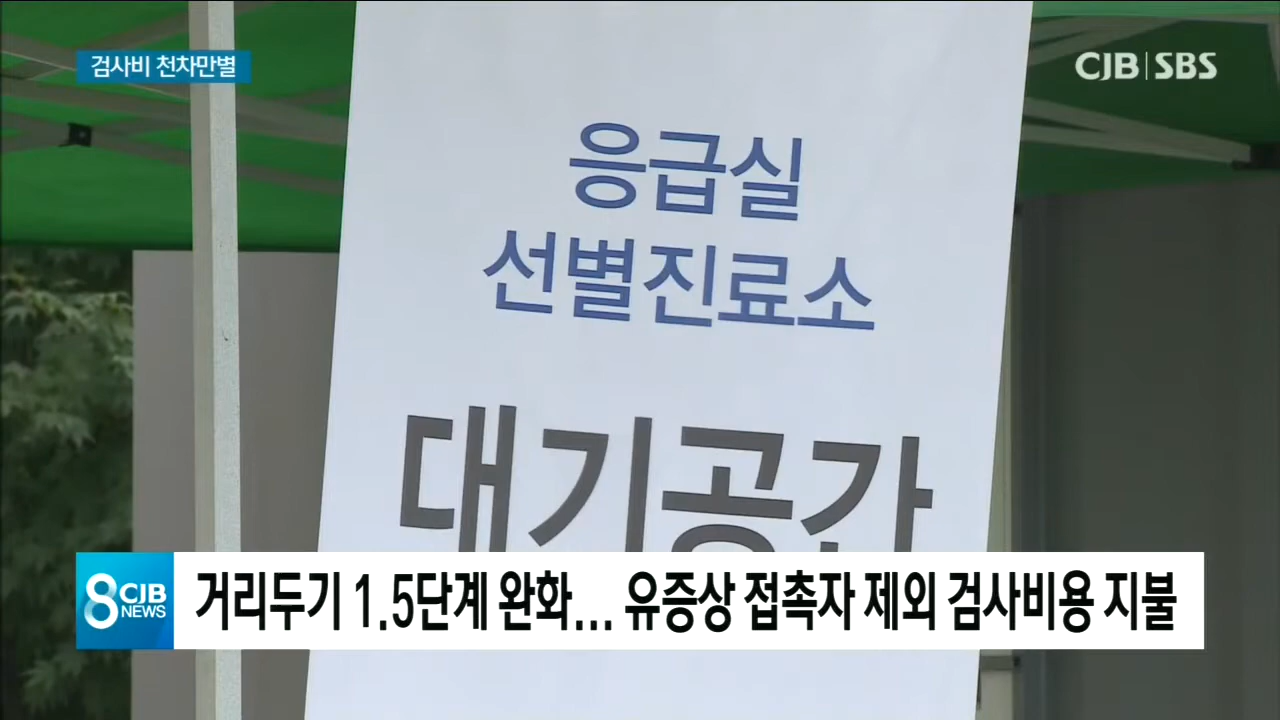 검사비 천차만별
CJB SBS
응급실
선별진료소
대기공간
8 CJB NEWS
거리두기 1.5단계 완화... 유증상 접촉자 제외 검사비용 지불